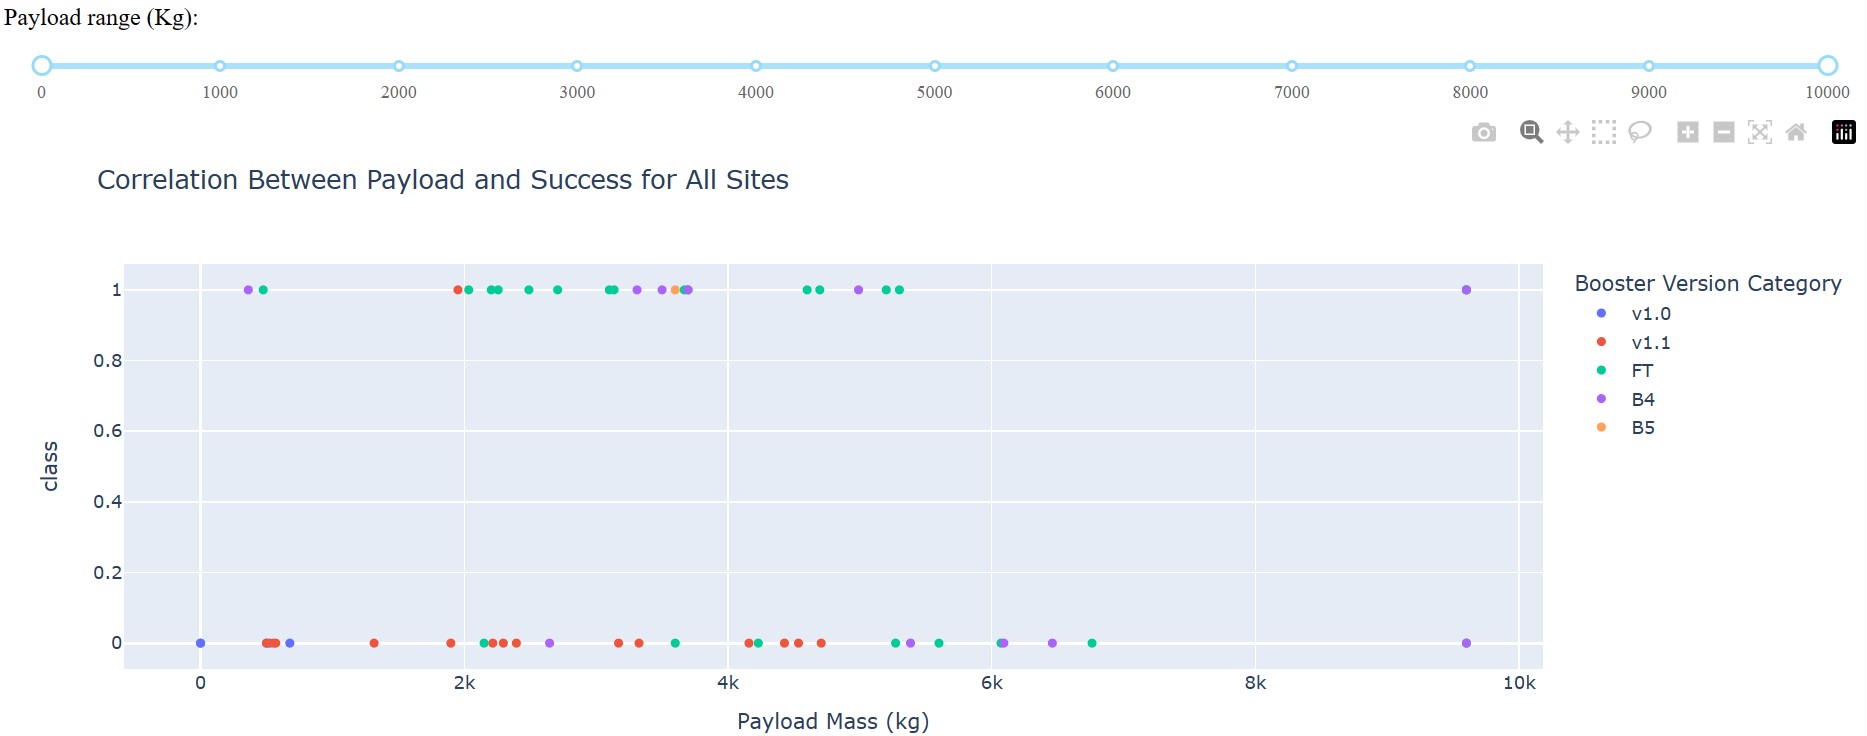 Payload range (Kg):
0 1000 2000 3000 4000 5000 6000 7000 8000 9000 10000
Correlation Between Payload and Success for All Sites
Booster Version Category
v1.0
v1.1
FT
B4
B5
class
1
0.8
0.6
0.4
0.2
0
0 2k 4k 6k 8k 10k
Payload Mass (kg)